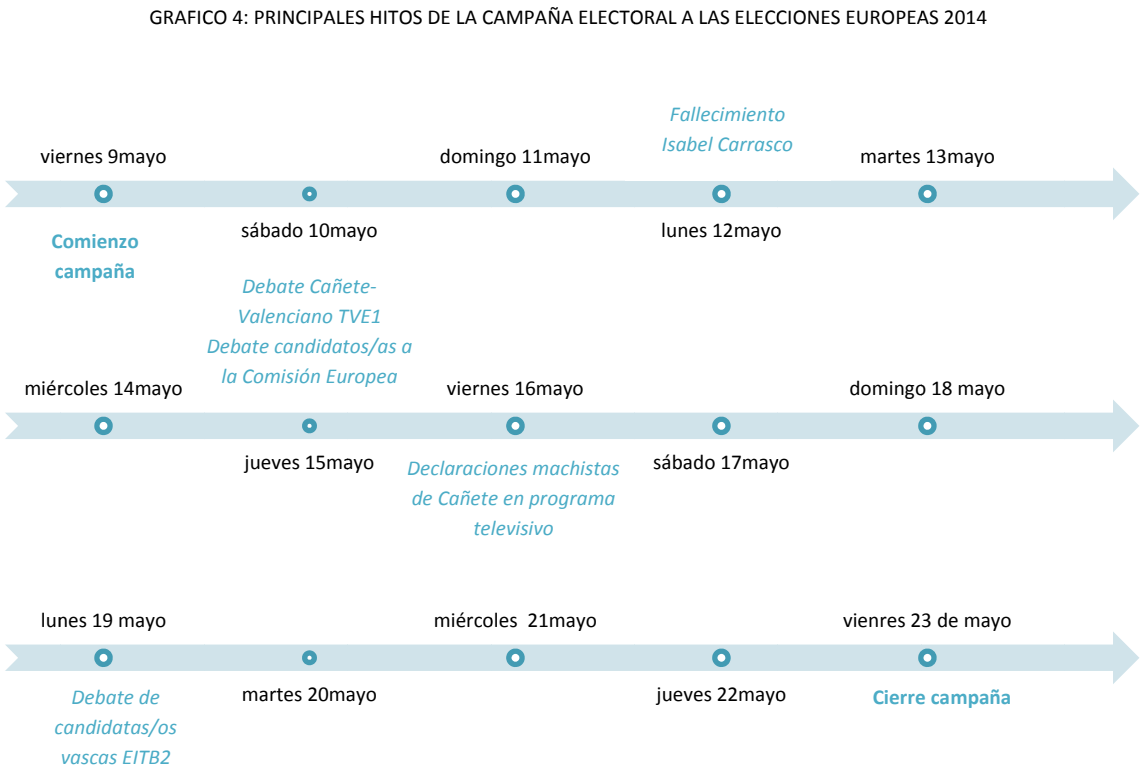 GRAFICO 4: PRINCIPALES HITOS DE LA CAMPAÑA ELECTORAL A LAS ELECCIONES EUROPEAS 2014
viernes 9mayo
Comienzo
campaña
sábado 10mayo
domingo 11mayo
Fallecimiento
Isabel Carrasco
lunes 12mayo
martes 13mayo
miércoles 14mayo
Debate Cañete-
Valenciano TVE1
Debate candidatos/as a
la Comisión Europea
jueves 15mayo
viernes 16mayo
Declaraciones machistas
de Cañete en programa
televisivo
sábado 17mayo
domingo 18 mayo
lunes 19 mayo
Debate de
candidatas/os
vascas EITB2
martes 20mayo
miércoles 21mayo
jueves 22mayo
vienres 23 de mayo
Cierre campaña